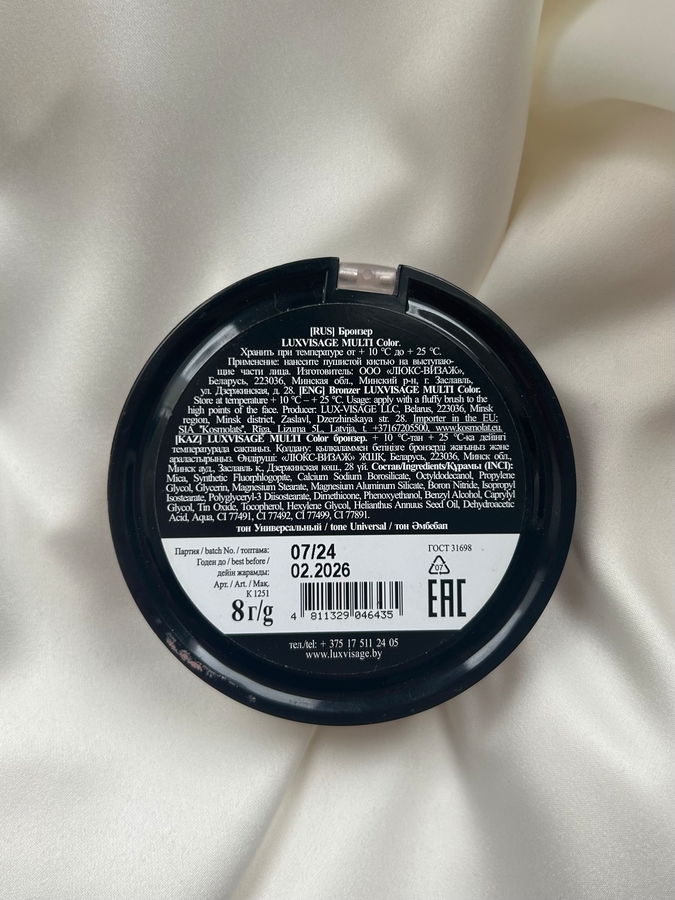 [RUS] Бронзер
LUXVISAGE MULTI Color.
Хранить при температуре от + 10 °С до + 25 °С.
Применение: нанесите пушистой кистью на выступаю-
щие части лица. Изготовитель: ООО «ЛЮКС-ВИЗАЖ»,
Беларусь, 223036, Минская обл., Минский р-н, г. Заславль,
ул. Дзержинская, д. 28. [ENG] Bronzer LUXVISAGE MULTI Color.
Store at temperature + 10 °C – + 25 °C. Usage: apply with a fluffy brush to the
high points of the face. Producer: LUX-VISAGE LLC, Belarus, 223036, Minsk
region, Minsk district, Zaslavl, Dzerzhinskaya str. 28. Importer in the EU:
SIA "Kosmolats", Riga, Lizuma 5L, Latvija, t. +37167205500, www.kosmolat.eu.
[KAZ] LUXVISAGE MULTI Color бронзер. + 10 °С-тан + 25 °С-қа дейінгі
температурада сақтаңыз. Қолдану: қылқаламмен бетіңізге бронзерді жағыңыз және
араластырыңыз. Өндіруші: «ЛЮКС-ВИЗАЖ» ЖШҚ, Беларусь, 223036, Минск обл.,
Минск ауд., Заславль к., Дзержинская көш., 28 үй. Состав/Ingredients/Құрамы (INCI):
Mica, Synthetic Fluorphlogopite, Calcium Sodium Borosilicate, Octyldodecanol, Propylene
Glycol, Glycerin, Magnesium Stearate, Magnesium Aluminum Silicate, Boron Nitride, Isopropyl
Isostearate, Polyglyceryl-3 Diisostearate, Dimethicone, Phenoxyethanol, Benzyl Alcohol, Caprylyl
Glycol, Tin Oxide, Tocopherol, Hexylene Glycol, Helianthus Annuus Seed Oil, Dehydroacetic
Acid, Aqua, CI 77491, CI 77492, CI 77499, CI 77891.
тон Универсальный / tone Universal / тон Әмбебап
Партия / batch No. / топтама: 07/24
Годен до / best before /
дейін жарамды: 02.2026
Арт. / Art. / Мақ.
К 1251
8 г/g
4 811329 046435
ГОСТ 31698
07
EAC
тел./tel: + 375 17 511 24 05
www.luxvisage.by